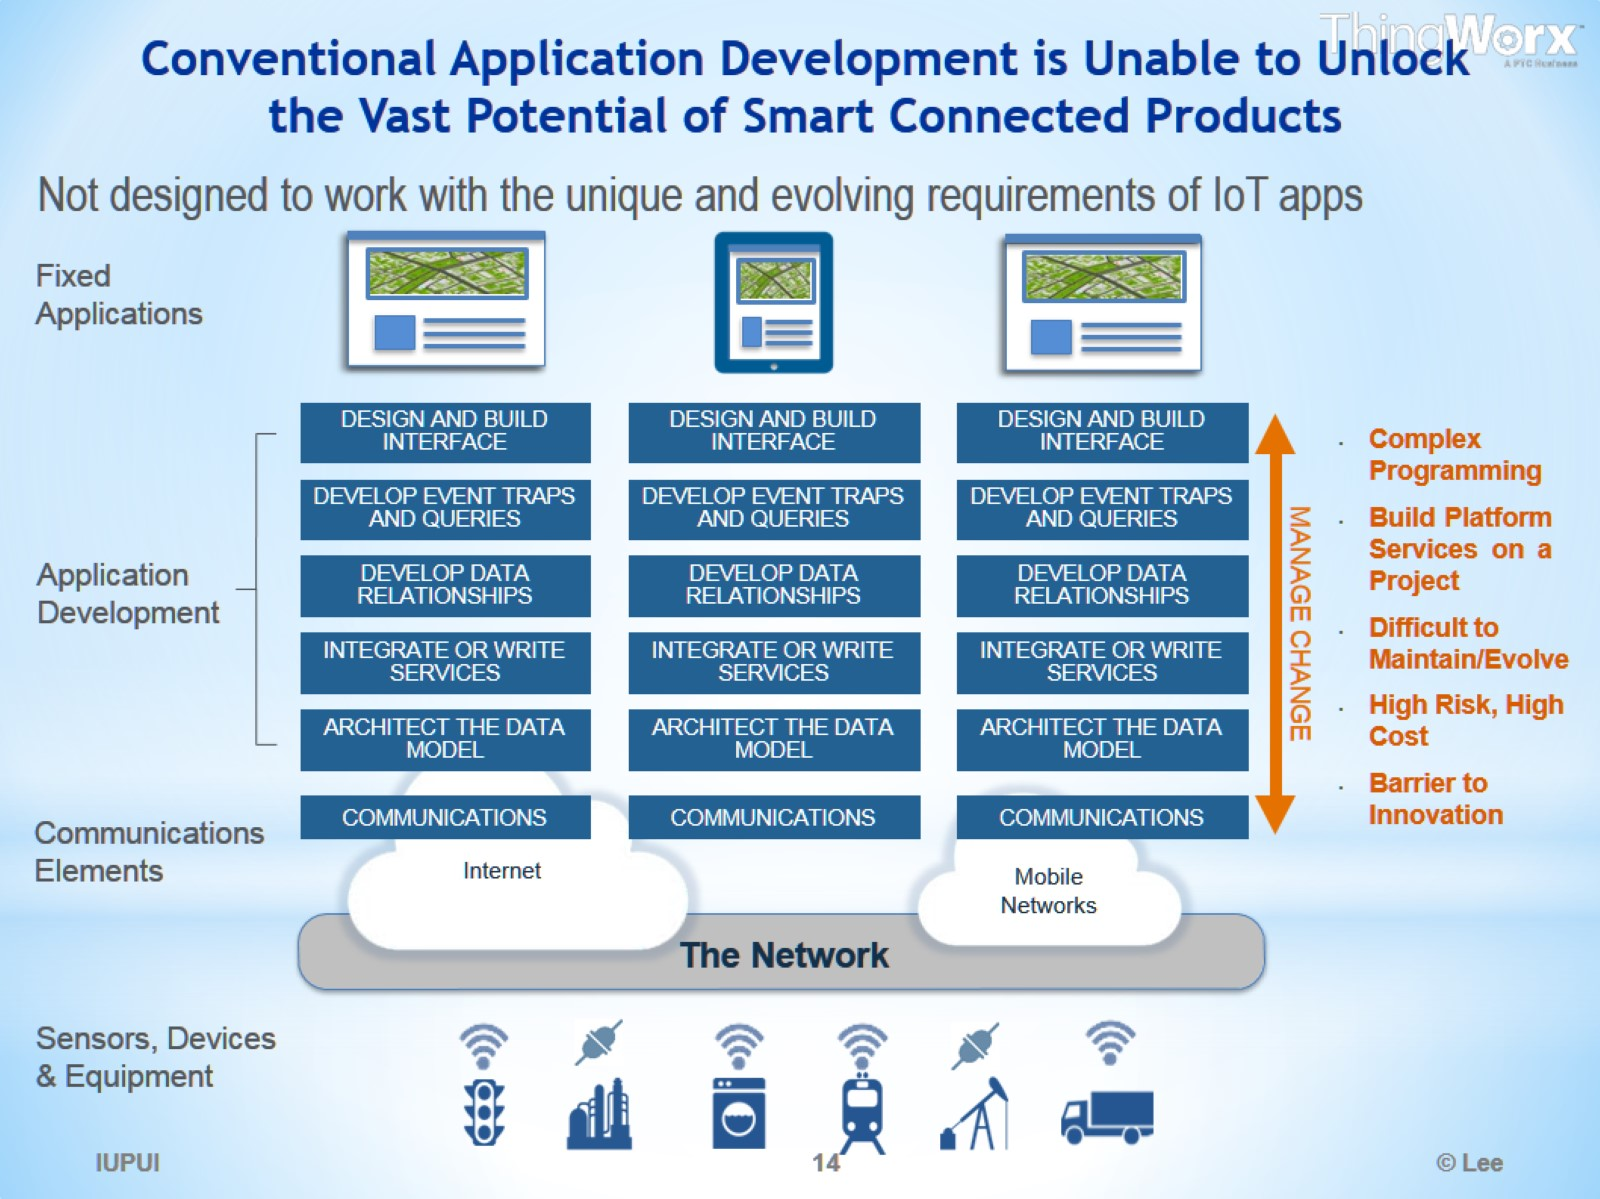 ThingWorx
A PTC Business
Conventional Application Development is Unable to Unlock
the Vast Potential of Smart Connected Products
Not designed to work with the unique and evolving requirements of IoT apps
Fixed
Applications
Application
Development
DESIGN AND BUILD
INTERFACE
DESIGN AND BUILD
INTERFACE
DESIGN AND BUILD
INTERFACE
DEVELOP EVENT TRAPS
AND QUERIES
DEVELOP EVENT TRAPS
AND QUERIES
DEVELOP EVENT TRAPS
AND QUERIES
DEVELOP DATA
RELATIONSHIPS
DEVELOP DATA
RELATIONSHIPS
DEVELOP DATA
RELATIONSHIPS
INTEGRATE OR WRITE
SERVICES
INTEGRATE OR WRITE
SERVICES
INTEGRATE OR WRITE
SERVICES
ARCHITECT THE DATA
MODEL
ARCHITECT THE DATA
MODEL
ARCHITECT THE DATA
MODEL
MANAGE CHANGE
· Complex
Programming
· Build Platform
Services on a
Project
· Difficult to
Maintain/Evolve
· High Risk, High
Cost
· Barrier to
Innovation
Communications
Elements
COMMUNICATIONS
COMMUNICATIONS
COMMUNICATIONS
Internet
Mobile
Networks
The Network
Sensors, Devices
& Equipment
IUPUI
14
© Lee